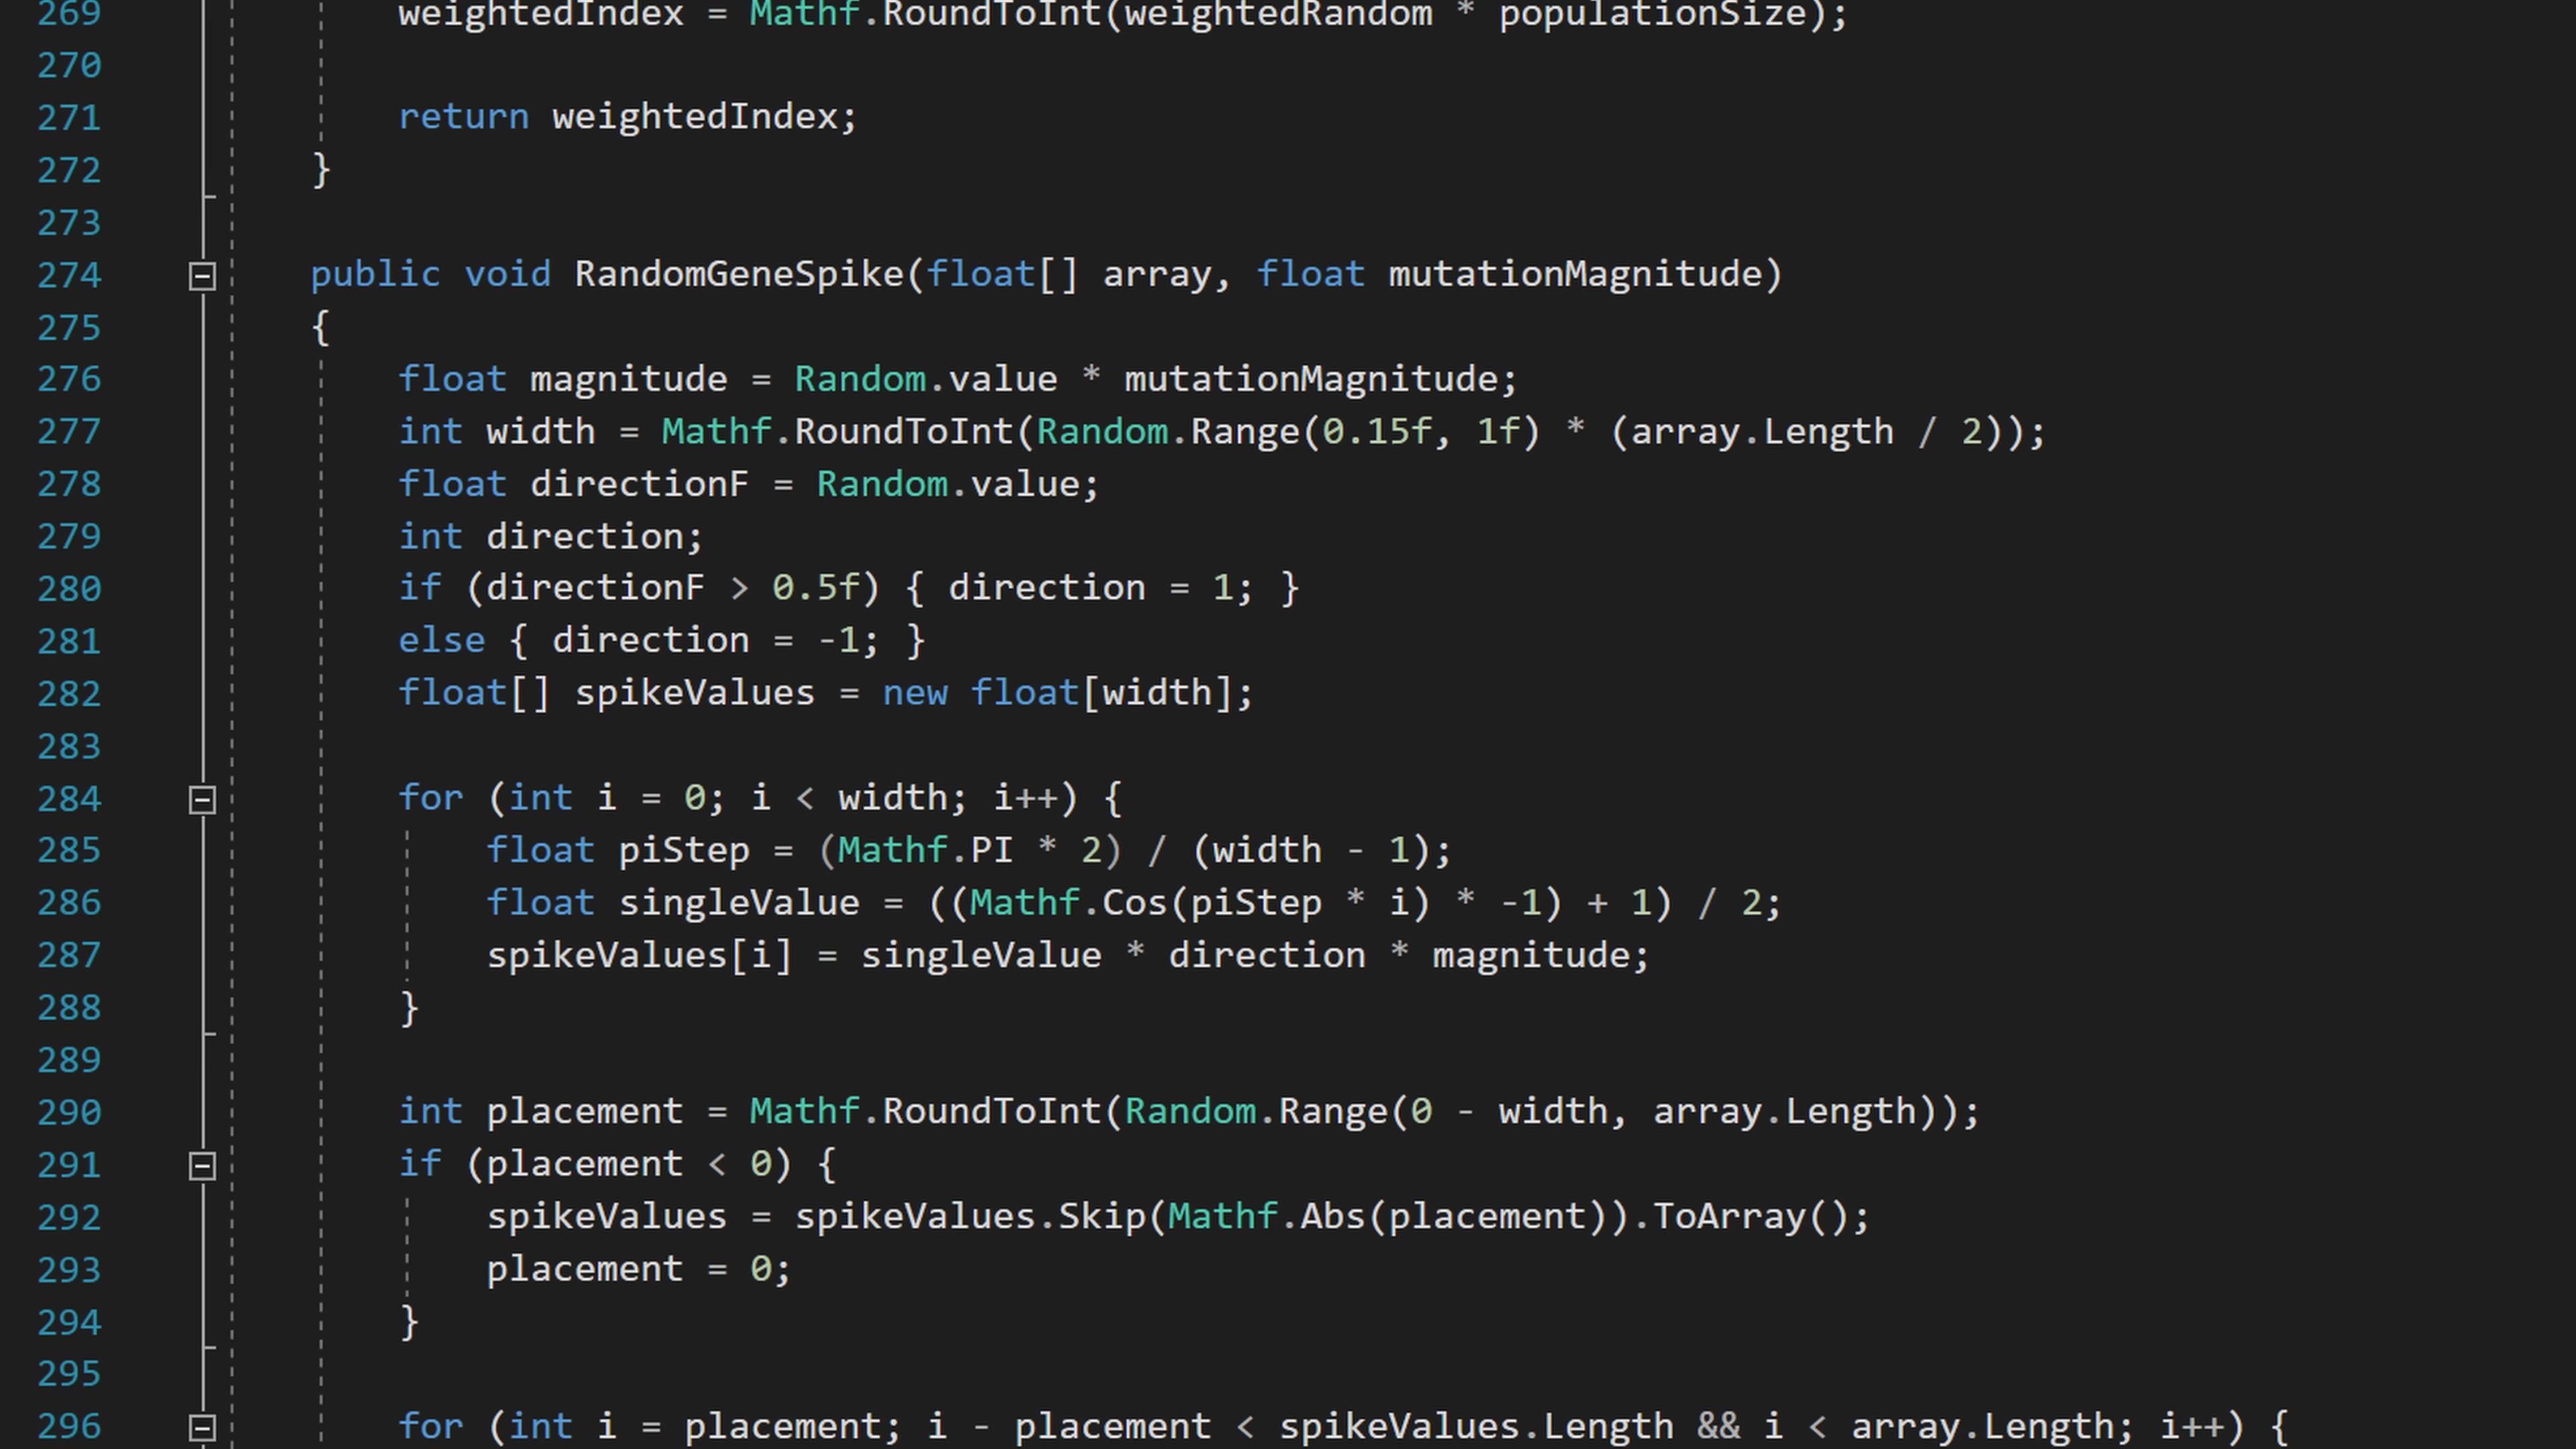 269 weightedIndex = Mathf.RoundToInt(weightedRandom * populationSize);
270
271 return weightedIndex;
272 }
273
274 public void RandomGeneSpike(float[] array, float mutationMagnitude)
275 {
276 float magnitude = Random.value * mutationMagnitude;
277 int width = Mathf.RoundToInt(Random.Range(0.15f, 1f) * (array.Length / 2));
278 float directionF = Random.value;
279 int direction;
280 if (directionF > 0.5f) { direction = 1; }
281 else { direction = -1; }
282 float[] spikeValues = new float[width];
283
284 for (int i = 0; i < width; i++) {
285 float piStep = (Mathf.PI * 2) / (width - 1);
286 float singleValue = ((Mathf.Cos(piStep * i) * -1) + 1) / 2;
287 spikeValues[i] = singleValue * direction * magnitude;
288 }
289
290 int placement = Mathf.RoundToInt(Random.Range(0 - width, array.Length));
291 if (placement < 0) {
292 spikeValues = spikeValues.Skip(Mathf.Abs(placement)).ToArray();
293 placement = 0;
294 }
295
296 for (int i = placement; i - placement < spikeValues.Length && i < array.Length; i++) {